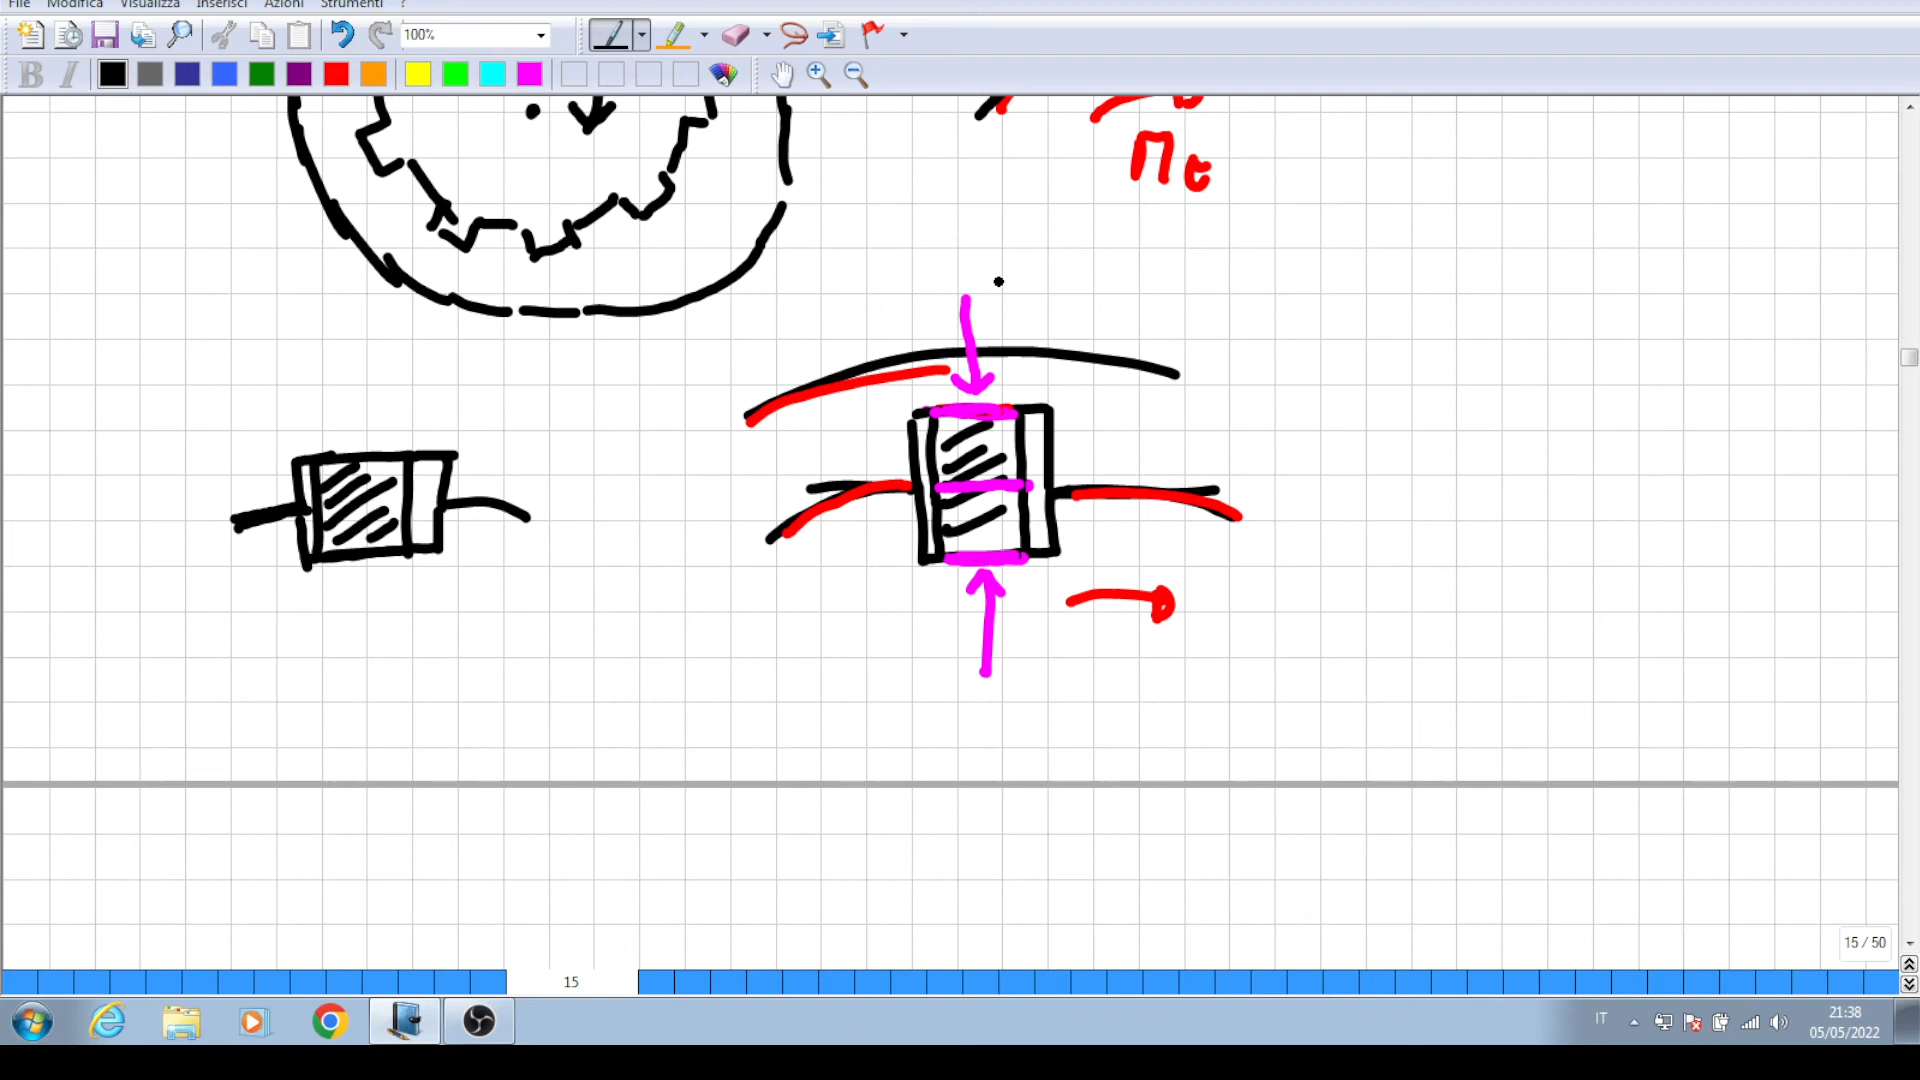 File Modifica Visualizza Inserisci Azioni Strumenti ?
100%
B I
Mt
15 / 50
15
IT
21:38
05/05/2022